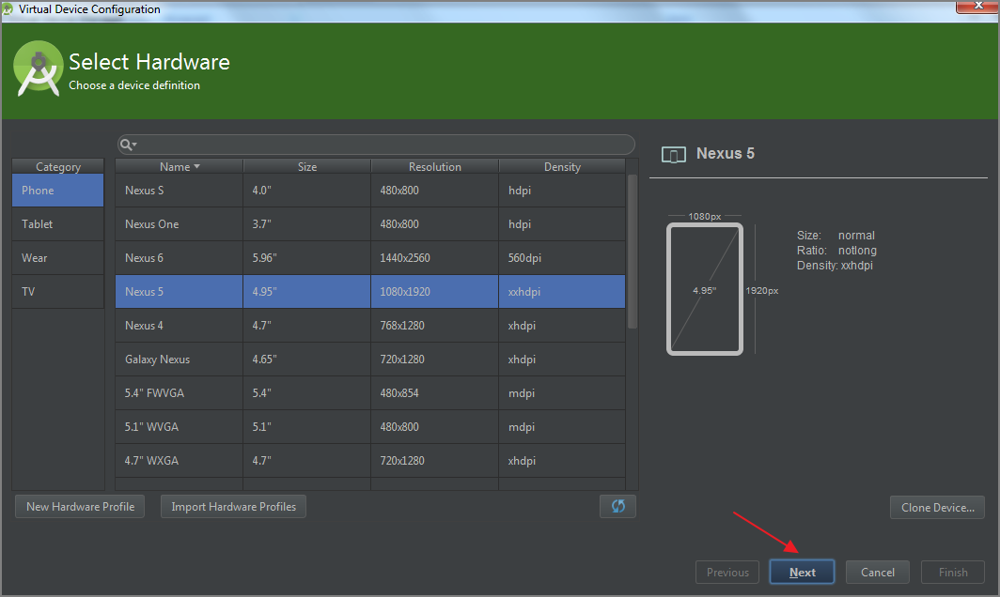 Virtual Device Configuration
Select Hardware
Choose a device definition
Category
Phone
Tablet
Wear
TV
Name Size Resolution Density
Nexus S 4.0" 480x800 hdpi
Nexus One 3.7" 480x800 hdpi
Nexus 6 5.96" 1440x2560 560dpi
Nexus 5 4.95" 1080x1920 xxhdpi
Nexus 4 4.7" 768x1280 xhdpi
Galaxy Nexus 4.65" 720x1280 xhdpi
5.4" FWVGA 5.4" 480x854 mdpi
5.1" WVGA 5.1" 480x800 mdpi
4.7" WXGA 4.7" 720x1280 xhdpi
New Hardware Profile Import Hardware Profiles
Nexus 5
1080px
4.95"
1920px
Size: normal
Ratio: notlong
Density: xxhdpi
Clone Device...
Previous Next Cancel Finish